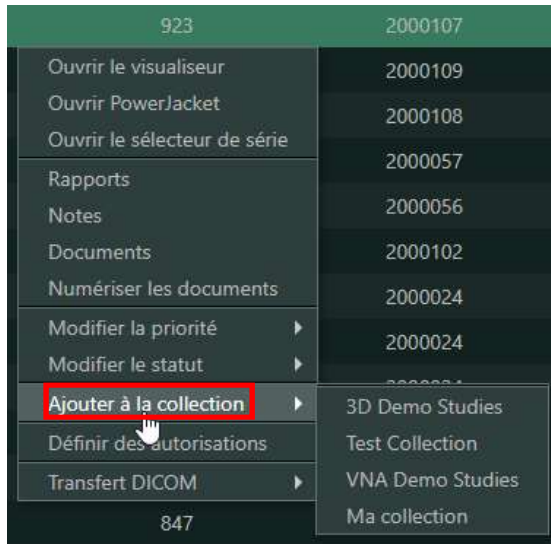 923 2000107
Ouvrir le visualiseur 2000109
Ouvrir PowerJacket 2000108
Ouvrir le sélecteur de série
Rapports 2000057
Notes 2000056
Documents 2000102
Numériser les documents 2000024
Modifier la priorité 2000024
Modifier le statut
Ajouter à la collection 3D Demo Studies
Définir des autorisations Test Collection
Transfert DICOM VNA Demo Studies
847 Ma collection